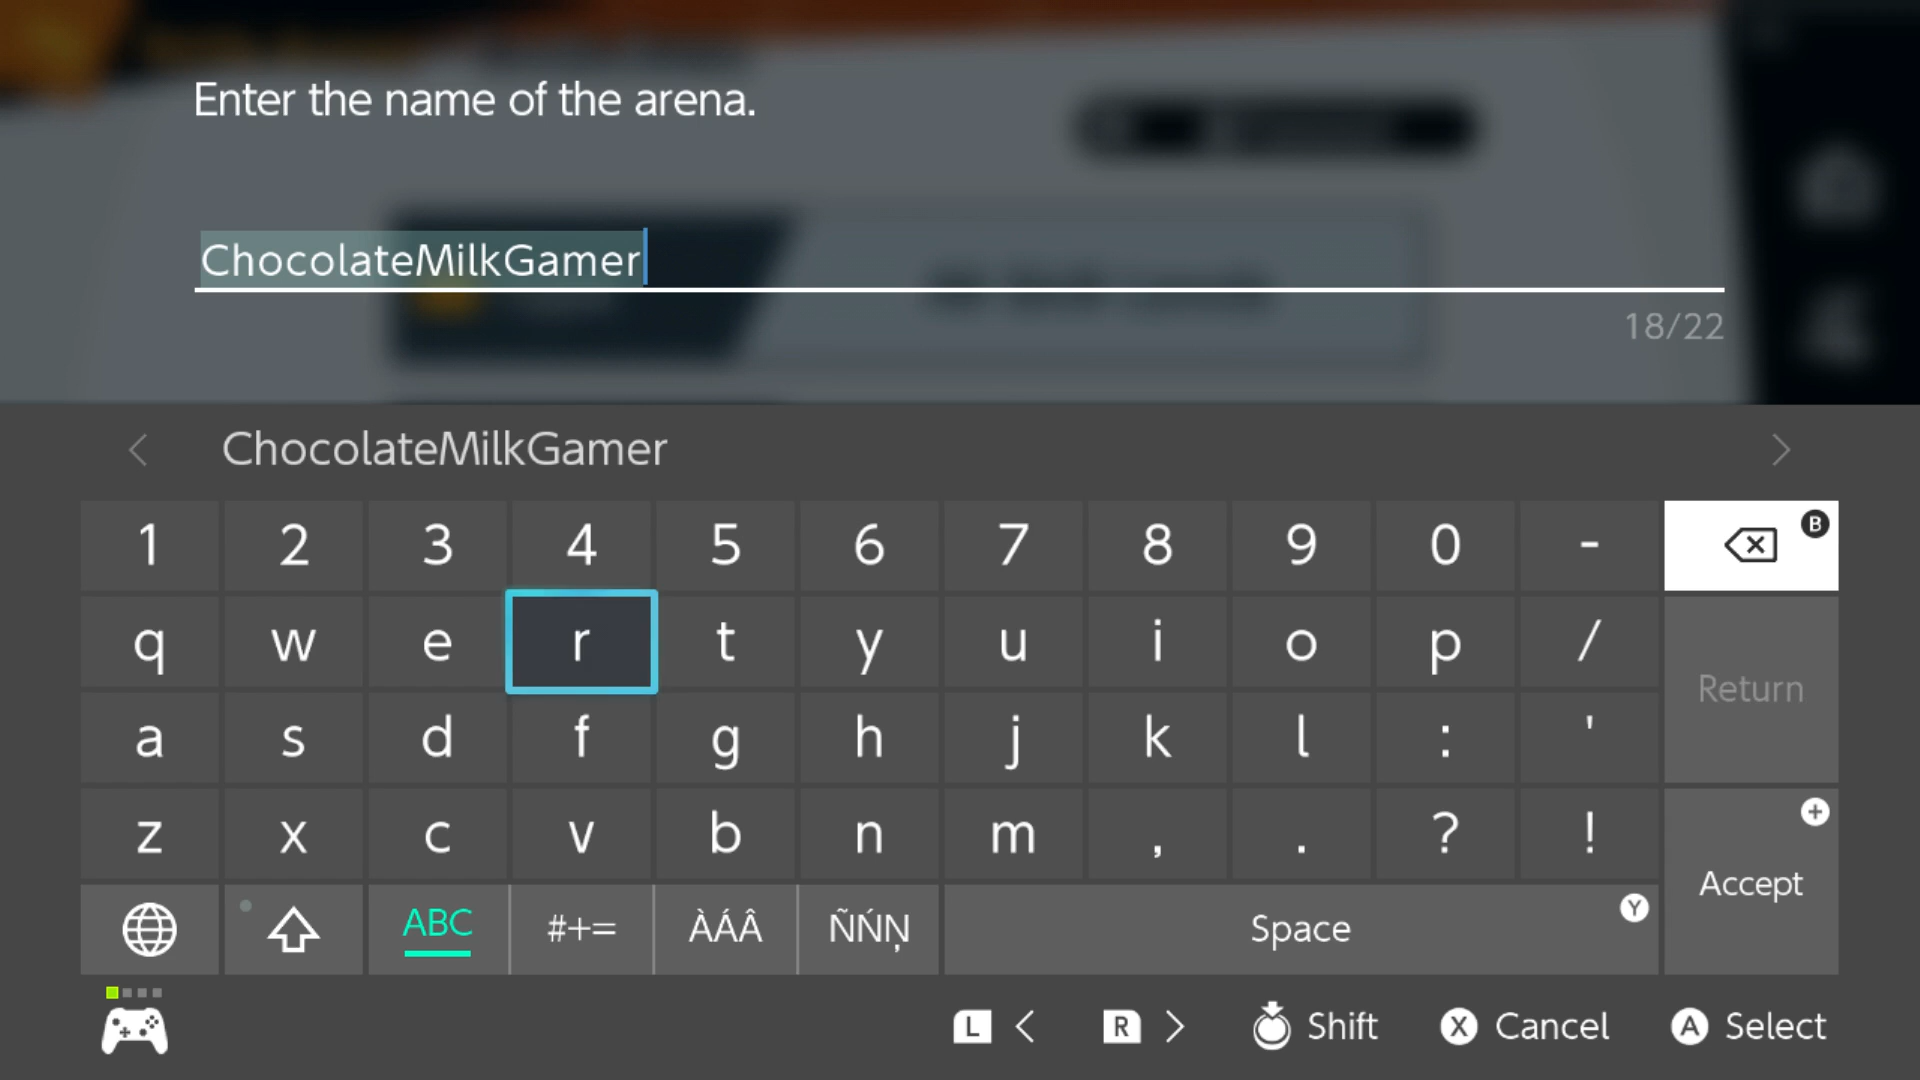 Enter the name of the arena.
ChocolateMilkGamer
18/22
ChocolateMilkGamer
1 2 3 4 5 6 7 8 9 0 - B
q w e r t y u i o p / Return
a s d f g h j k l : '
z x c v b n m , . ? ! + Accept
ABC #+= ÀÁÂ ÑŃŅ Space Y
L < R > Shift X Cancel A Select